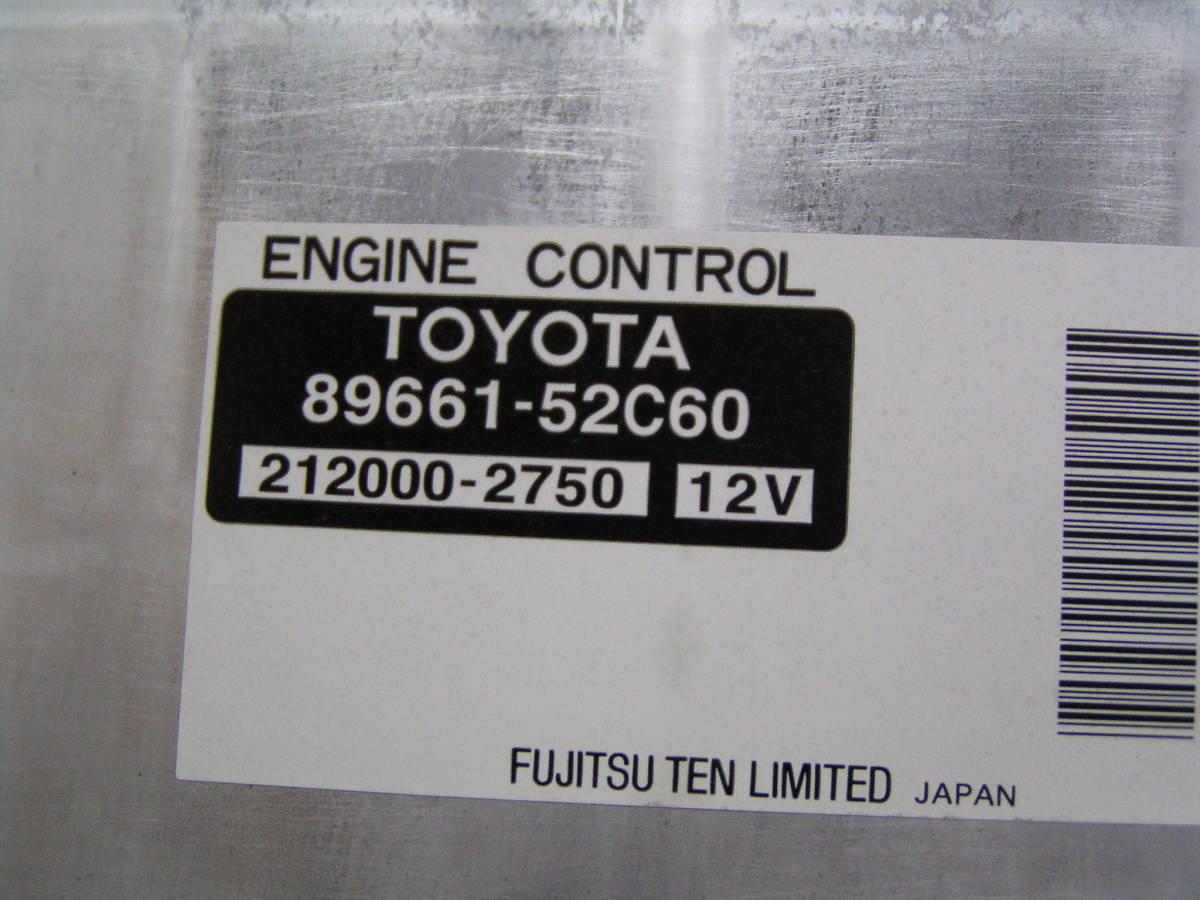 ENGINE CONTROL
TOYOTA
89661-52C60
212000-2750 12V
FUJITSU TEN LIMITED JAPAN